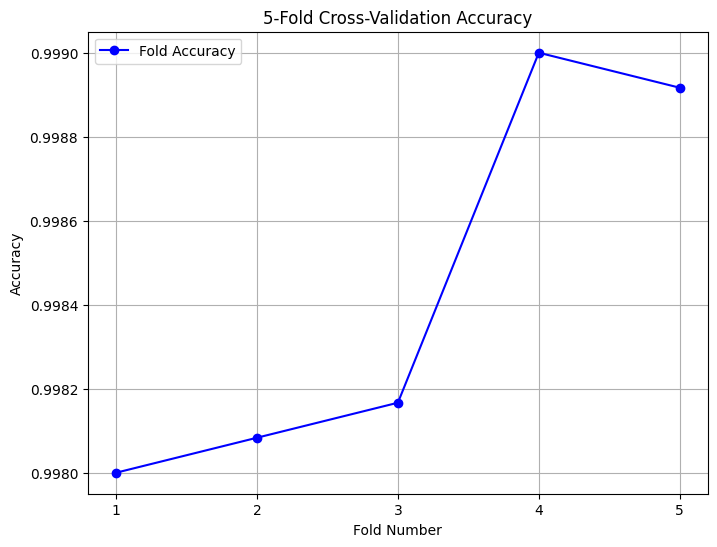 5-Fold Cross-Validation Accuracy
Fold Accuracy
0.9990
0.9988
0.9986
0.9984
0.9982
0.9980
Accuracy
1 2 3 4 5
Fold Number